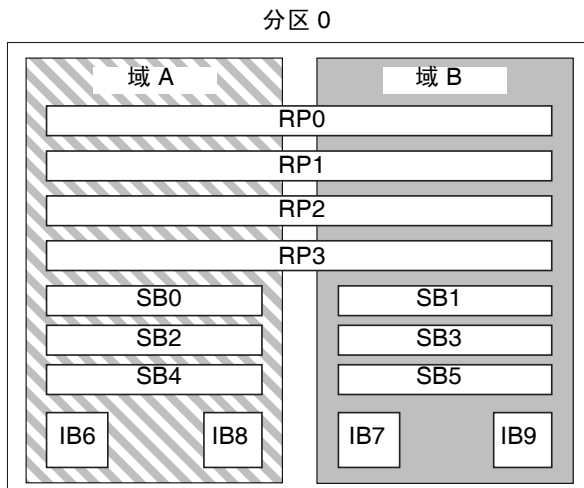 分区 0
域 A 域 B
RP0
RP1
RP2
RP3
SB0 SB1
SB2 SB3
SB4 SB5
IB6 IB8 IB7 IB9